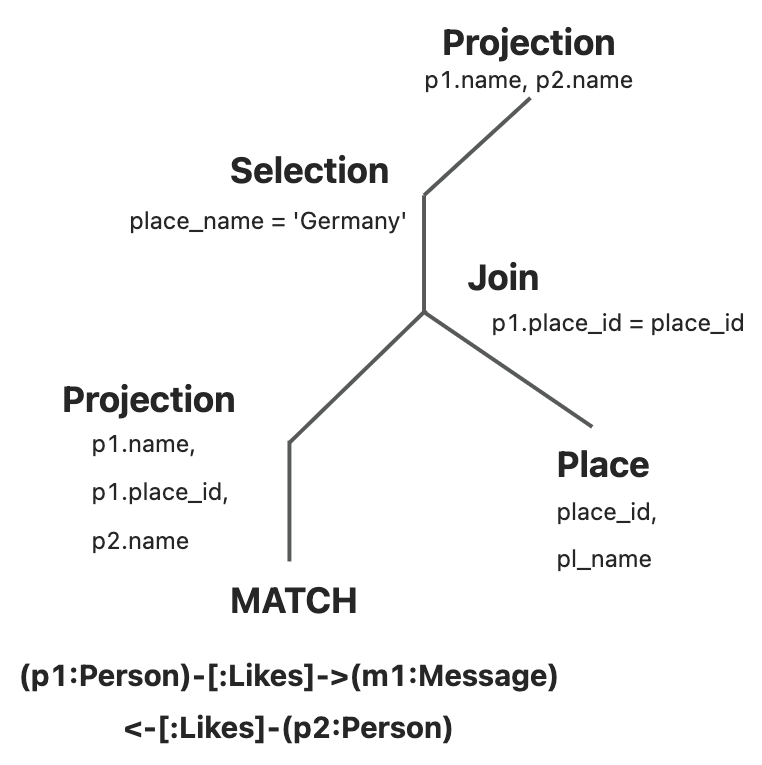 Projection
p1.name, p2.name
Selection
place_name = 'Germany'
Join
p1.place_id = place_id
Projection
p1.name,
p1.place_id,
p2.name
Place
place_id,
pl_name
MATCH
(p1:Person)-[:Likes]->(m1:Message)
<-[:Likes]-(p2:Person)